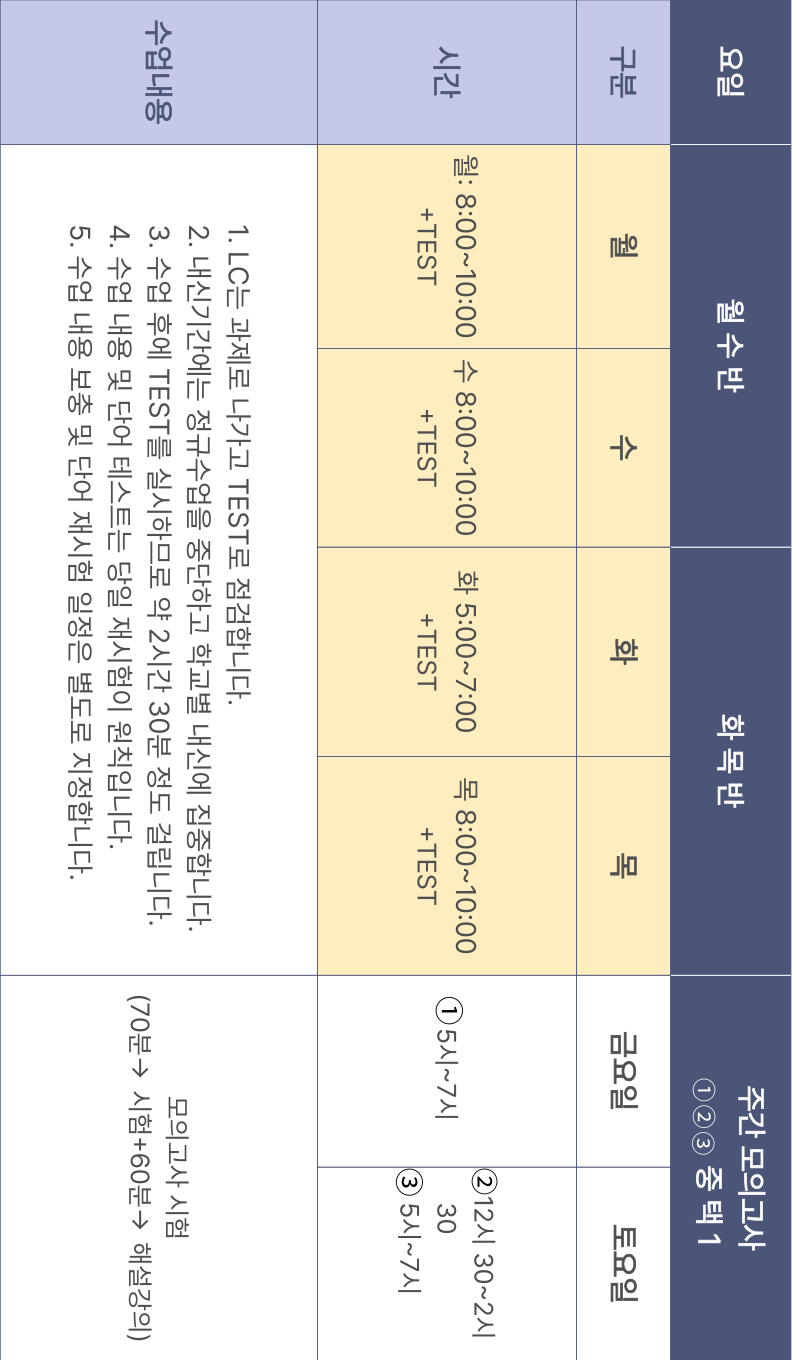 요일
월 수 반
화 목 반
주간 모의고사
①②③ 중 택 1
구분
월
수
화
목
금요일
토요일
시간
월: 8:00~10:00
+TEST
수 8:00~10:00
+TEST
화 5:00~7:00
+TEST
목 8:00~10:00
+TEST
① 5시~7시
②12시 30~2시
30
③ 5시~7시
수업내용
1. LC는 과제로 나가고 TEST로 점검합니다.
2. 내신기간에는 정규수업을 중단하고 학교별 내신에 집중합니다.
3. 수업 후에 TEST를 실시하므로 약 2시간 30분 정도 걸립니다.
4. 수업 내용 및 단어 테스트는 당일 재시험이 원칙입니다.
5. 수업 내용 보충 및 단어 재시험 일정은 별도로 지정합니다.
모의고사 시험
(70분→ 시험+60분→ 해설강의)